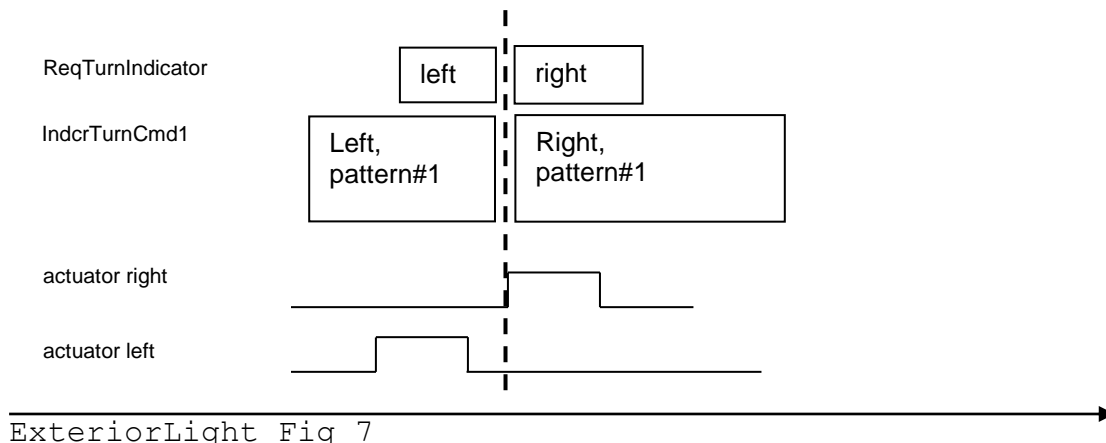 ReqTurnIndicator
left
right
IndcrTurnCmd1
Left,
pattern#1
Right,
pattern#1
actuator right
actuator left
ExteriorLight Fig 7